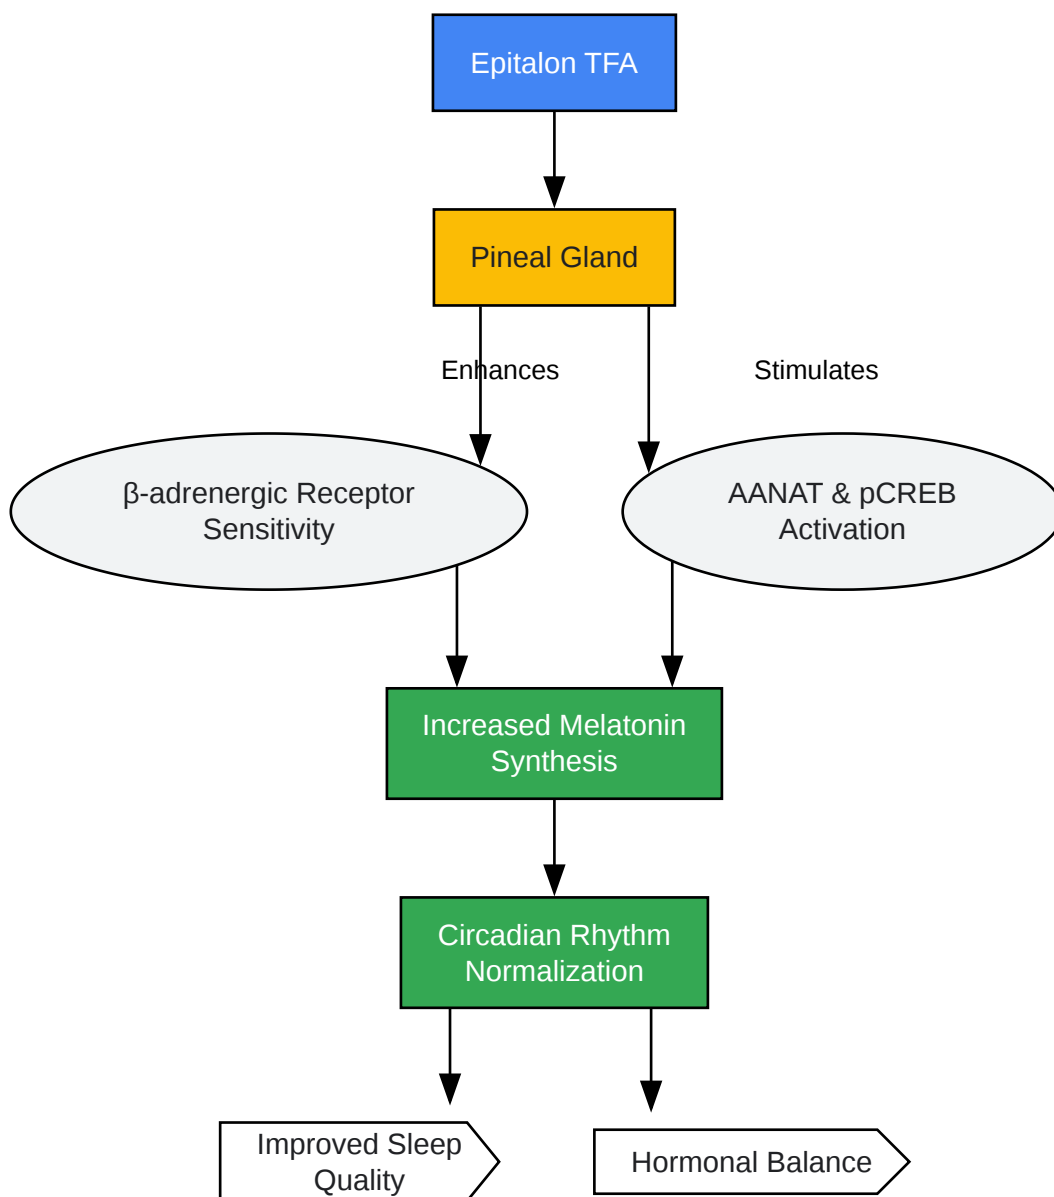 Epitalon TFA
Pineal Gland
Enhances
Stimulates
β-adrenergic Receptor
Sensitivity
AANAT & pCREB
Activation
Increased Melatonin
Synthesis
Circadian Rhythm
Normalization
Improved Sleep
Quality
Hormonal Balance